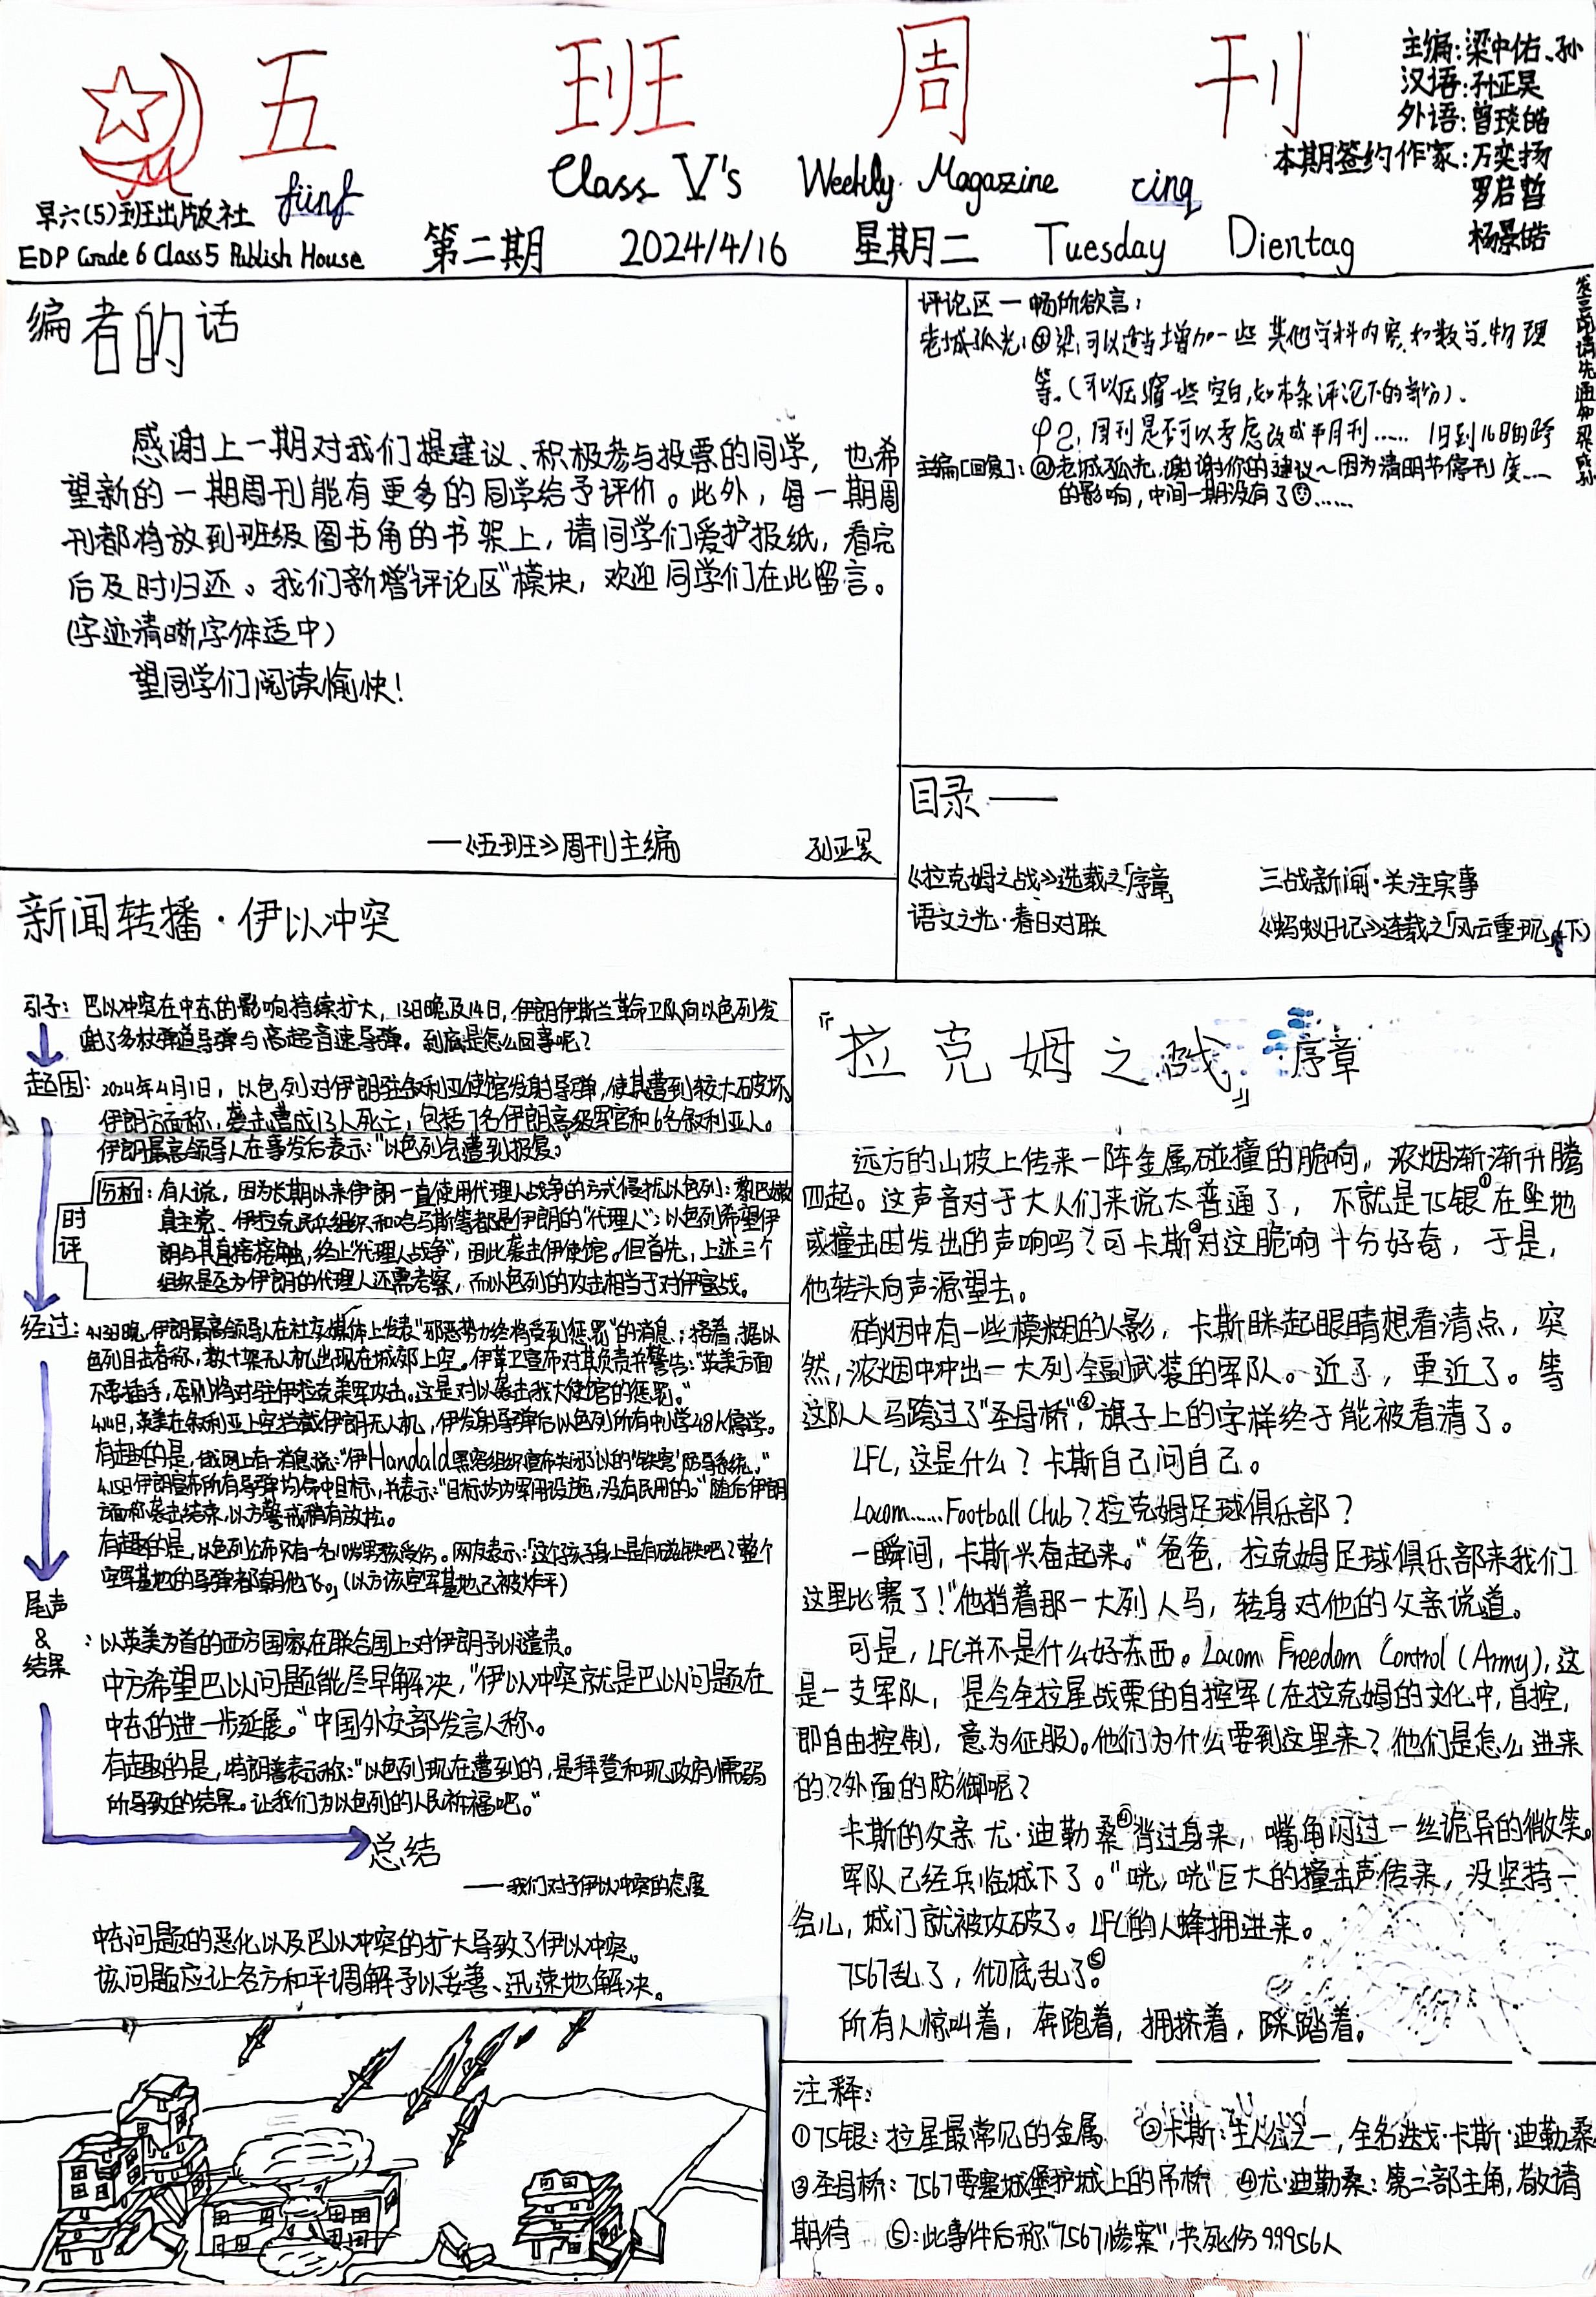 五班周刊
fünf
Class V's Weekly Magazine
cinq
早六(5)班出版社
EDP Grade 6 Class5 Publish House
第二期 2024/4/16 星期二 Tuesday Dientag
主编:梁中佑、孙
汉语:孙正昊
外语:曾琰皓
本期签约作家:万奕扬
罗启哲
杨景皓
编者的话
感谢上一期对我们提建议、积极参与投票的同学，也希
望新的一期周刊能有更多的同学给予评价。此外，每一期周
刊都将放到班级图书角的书架上，请同学们爱护报纸，看完
后及时归还。我们新增“评论区”模块，欢迎同学们在此留言。
(字迹清晰,字体适中)
望同学们阅读愉快!
—《五班》周刊主编 孙正昊
评论区—畅所欲言:
老城孤光:@梁,可以适当增加一些其他学科内容,和数学,物理
等。(可以压缩一些空白,如本条评论下的部分)。
P2:周刊是否可以考虑改成半月刊…… 1日到16日的跨
主编[回复]:@老城孤光,谢谢你的建议~因为清明节停刊 度……
的影响,中间一期没有了……
目录——
《拉克姆之战》选载之「序章」 三战新闻·关注实事
语文之光·春日对联 《蚂蚁日记》连载之「风云重现」(下)
新闻转播·伊以冲突
引子: 巴以冲突在中东的影响持续扩大，13日晚及14日，伊朗伊斯兰革命卫队向以色列发
射了多枚弹道导弹与高超音速导弹。到底是怎么回事呢?
起因: 2024年4月1日，以色列对伊朗驻叙利亚使馆发射导弹，使其遭到较大破坏
伊朗方面称，袭击造成13人死亡，包括7名伊朗高级军官和6名叙利亚人。
伊朗最高领导人在事发后表示:“以色列会遭到报复。”
时评
分析: 有人说，因为长期以来伊朗一直使用代理人战争的方式侵扰以色列: 黎巴嫩
真主党、伊拉克民兵组织和哈马斯等都是伊朗的“代理人”;以色列希望伊
朗与其直接接触，终止“代理人战争”，因此袭击伊使馆。但首先，上述三个
组织是否为伊朗的代理人还需考察，而以色列的攻击相当于对伊宣战。
经过: 4.13日晚,伊朗最高领导人在社交媒体上发表“邪恶势力终将受到惩罚”的消息;接着,据以
色列目击者称,数十架无人机出现在城郊上空。伊革卫宣布对其负责并警告:“英美方面
不要插手，否则将对驻伊拉克美军攻击。这是对以袭击我大使馆的惩罚。”
4.14日,英美在叙利亚上空拦截伊朗无人机，伊发射导弹后以色列所有中小学48h停学。
有趣的是，俄网上有一消息说:“伊Handald黑客组织宣布关闭了以的“铁穹”防导系统。”
4.15日伊朗宣布所有导弹均命中目标，并表示:“目标均为军用设施，没有民用的。”随后伊朗
方面称袭击结束，以方警戒稍有放松。
有趣的是，以色列公布只有一名10岁男孩受伤。网友表示:「这个孩子身上是有磁铁吧?整个
空军基地的导弹都朝他飞。」(以方该空军基地已被炸平)
尾声
&
结果
:以英美为首的西方国家在联合国上对伊朗予以谴责。
中方希望巴以问题能尽早解决，“伊以冲突就是巴以问题在
中东的进一步延展。”中国外交部发言人称。
有趣的是，特朗普表示称:“以色列现在遭到的，是拜登和现政府懦弱
所导致的结果。让我们为以色列的人民祈福吧。”
总结
——我们对于伊以冲突的态度
中东问题的恶化以及巴以冲突的扩大导致了伊以冲突。
该问题应让各方和平调解予以妥善、迅速地解决。
『拉克姆之战』序章
远方的山坡上传来一阵金属碰撞的脆响，浓烟渐渐升腾
四起。这声音对于大人们来说太普通了，不就是75银①在坠地
或撞击时发出的声响吗?可卡斯②对这脆响十分好奇，于是，
他转头向声源望去。
硝烟中有一些模糊的人影，卡斯眯起眼睛想看清点，突
然，浓烟中冲出一大列全副武装的军队。近了，更近了。等
这队人马跨过了“圣母桥”③，旗子上的字样终于能被看清了。
LFC,这是什么?卡斯自己问自己。
Lacom……Football Club?拉克姆足球俱乐部?
一瞬间，卡斯兴奋起来。“爸爸，拉克姆足球俱乐部来我们
这里比赛了!”他指着那一大列人马，转身对他的父亲说道。
可是，LFC并不是什么好东西。Lacom Freedom Control (Army),这
是一支军队，是令全拉星战栗的自控军(在拉克姆的文化中,自控，
即自由控制，意为征服)。他们为什么要到这里来?他们是怎么进来
的?外面的防御呢?
卡斯的父亲尤·迪勒桑④背过身来，嘴角闪过一丝诡异的微笑。
军队已经兵临城下了。“咣，咣”巨大的撞击声传来，没坚持一
会儿，城门就被攻破了。LFC的人蜂拥进来。
7567乱了，彻底乱了⑤。
所有人惊叫着，奔跑着，拥挤着，踩踏着。
注释:
①75银:拉星最常见的金属 ②卡斯:主人公之一，全名迭戈·卡斯·迪勒桑
③圣母桥:7567要塞城堡护城上的吊桥 ④尤·迪勒桑:第二部主角,敬请
期待 ⑤:此事件后称“7567惨案”,共死伤99956人